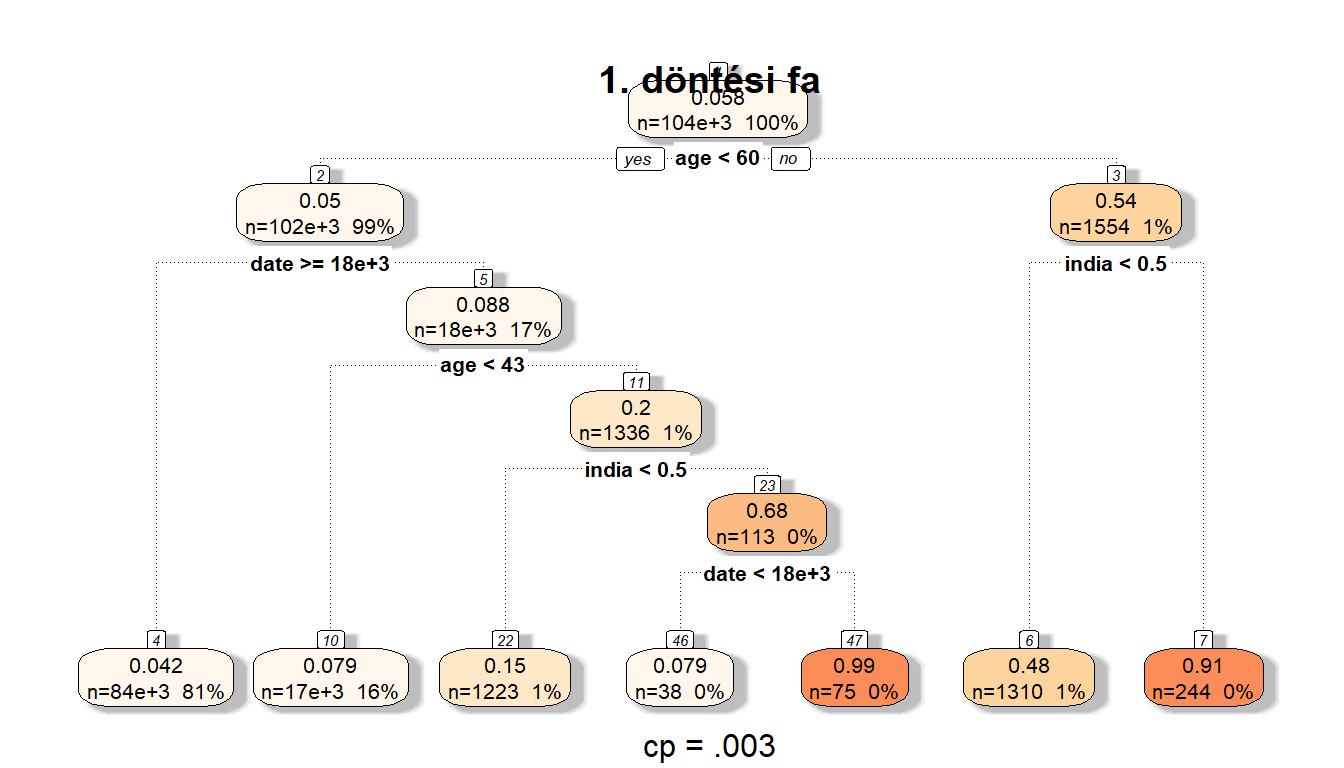 1. döntési fa
0.058
n=104e+3 100%
yes age < 60 no
2
0.05
n=102e+3 99%
3
0.54
n=1554 1%
date >= 18e+3
india < 0.5
5
0.088
n=18e+3 17%
age < 43
11
0.2
n=1336 1%
india < 0.5
23
0.68
n=113 0%
date < 18e+3
4
0.042
n=84e+3 81%
10
0.079
n=17e+3 16%
22
0.15
n=1223 1%
46
0.079
n=38 0%
47
0.99
n=75 0%
6
0.48
n=1310 1%
7
0.91
n=244 0%
cp = .003